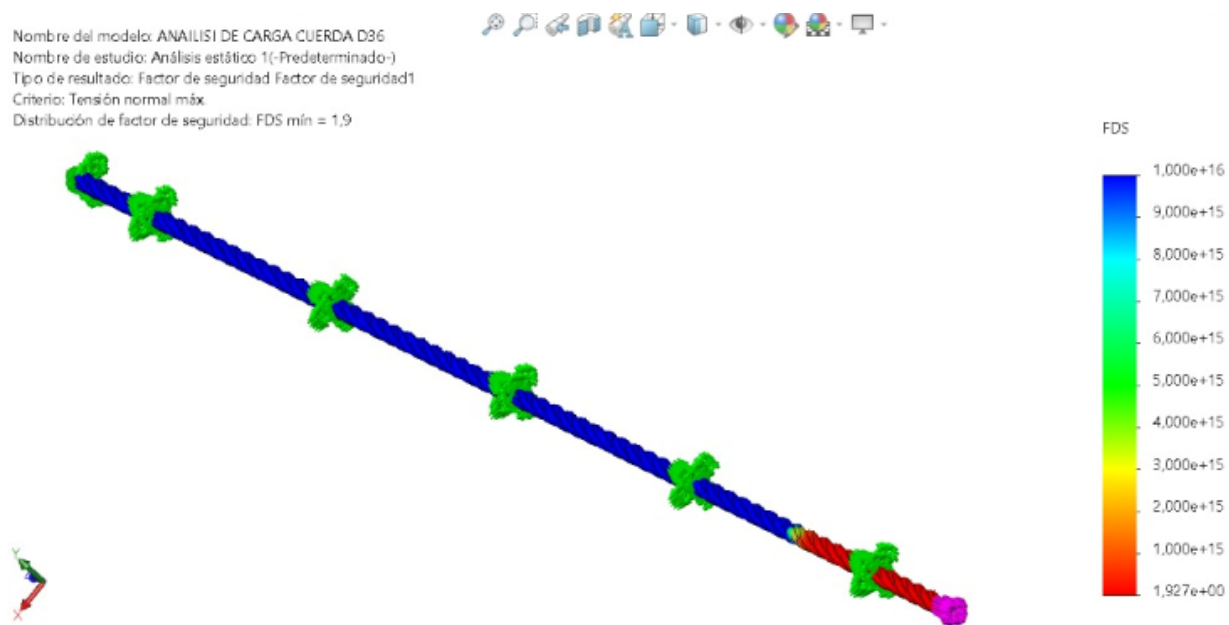 Nombre del modelo: ANAILISI DE CARGA CUERDA D36
Nombre de estudio: Análisis estático 1(-Predeterminado-)
Tipo de resultado: Factor de seguridad Factor de seguridad1
Criterio: Tensión normal máx.
Distribución de factor de seguridad: FDS mín = 1,9
FDS
1,000e+16
9,000e+15
8,000e+15
7,000e+15
6,000e+15
5,000e+15
4,000e+15
3,000e+15
2,000e+15
1,000e+15
1,927e+00
Y
X